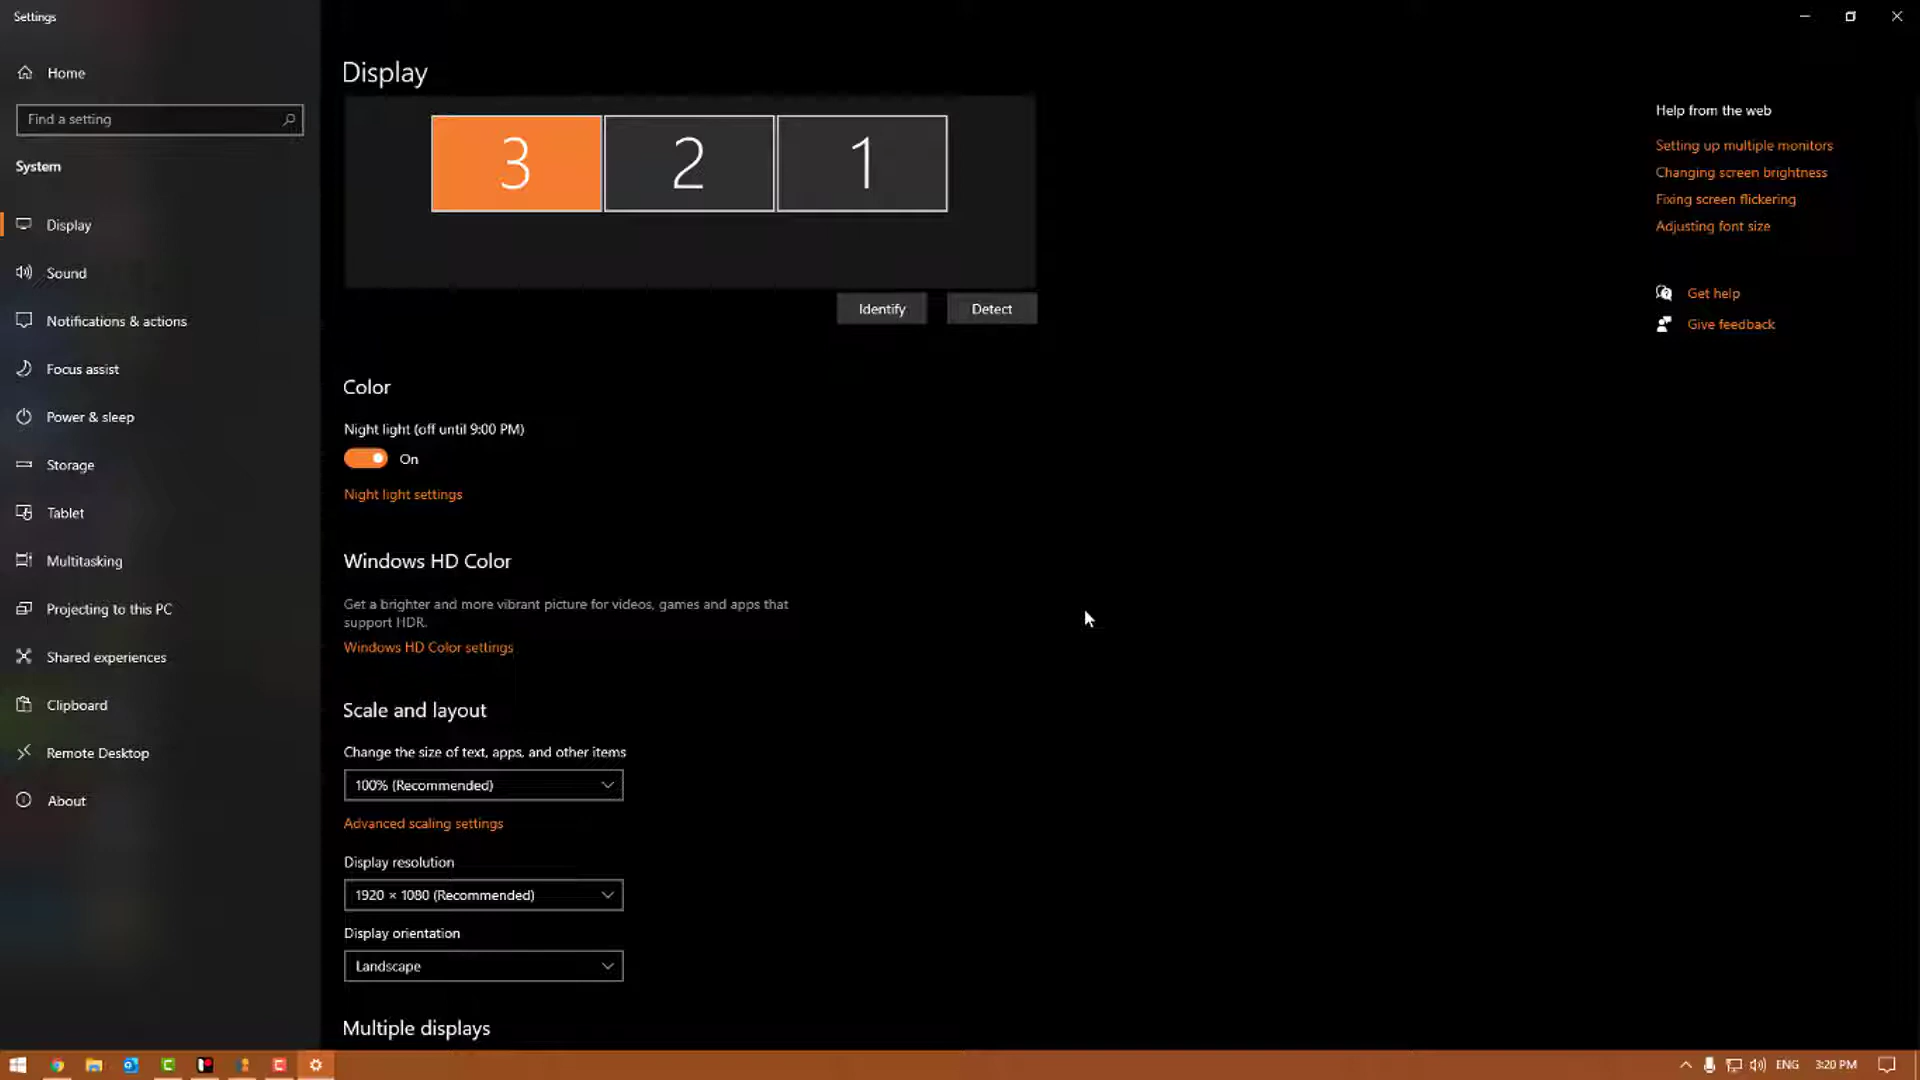 Settings
Home
Find a setting
System
Display
Sound
Notifications & actions
Focus assist
Power & sleep
Storage
Tablet
Multitasking
Projecting to this PC
Shared experiences
Clipboard
Remote Desktop
About
Display
3 2 1
Identify Detect
Color
Night light (off until 9:00 PM)
On
Night light settings
Windows HD Color
Get a brighter and more vibrant picture for videos, games and apps that
support HDR.
Windows HD Color settings
Scale and layout
Change the size of text, apps, and other items
100% (Recommended)
Advanced scaling settings
Display resolution
1920 × 1080 (Recommended)
Display orientation
Landscape
Multiple displays
Help from the web
Setting up multiple monitors
Changing screen brightness
Fixing screen flickering
Adjusting font size
Get help
Give feedback
ENG 3:20 PM